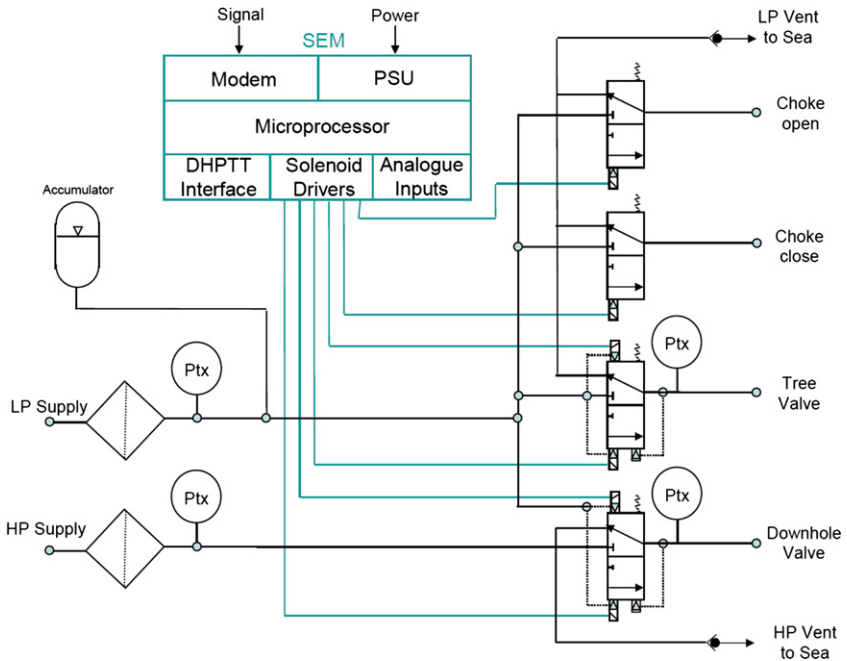 Signal
Power
LP Vent
to Sea
SEM
Modem
PSU
Microprocessor
DHPTT
Interface
Solenoid
Drivers
Analogue
Inputs
Choke
open
Accumulator
Choke
close
Ptx
Ptx
LP Supply
Tree
Valve
Ptx
Ptx
HP Supply
Downhole
Valve
HP Vent
to Sea